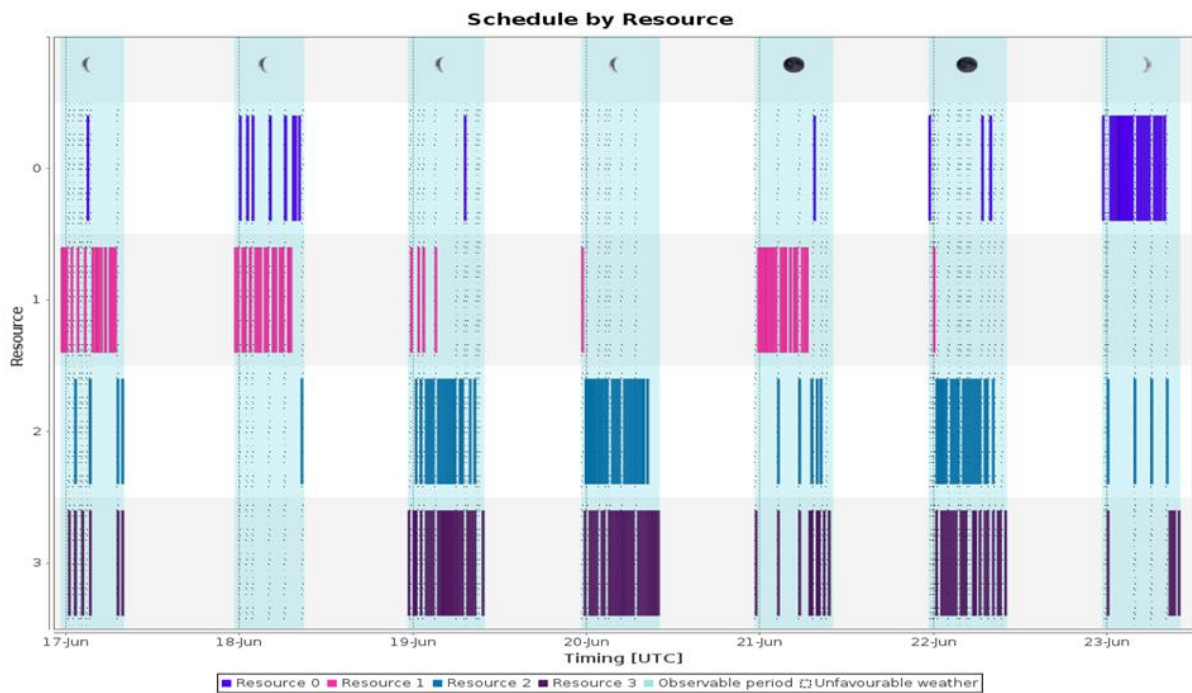 Schedule by Resource
0
1
2
3
Resource
17-Jun 18-Jun 19-Jun 20-Jun 21-Jun 22-Jun 23-Jun
Timing [UTC]
Resource 0 Resource 1 Resource 2 Resource 3 Observable period Unfavourable weather